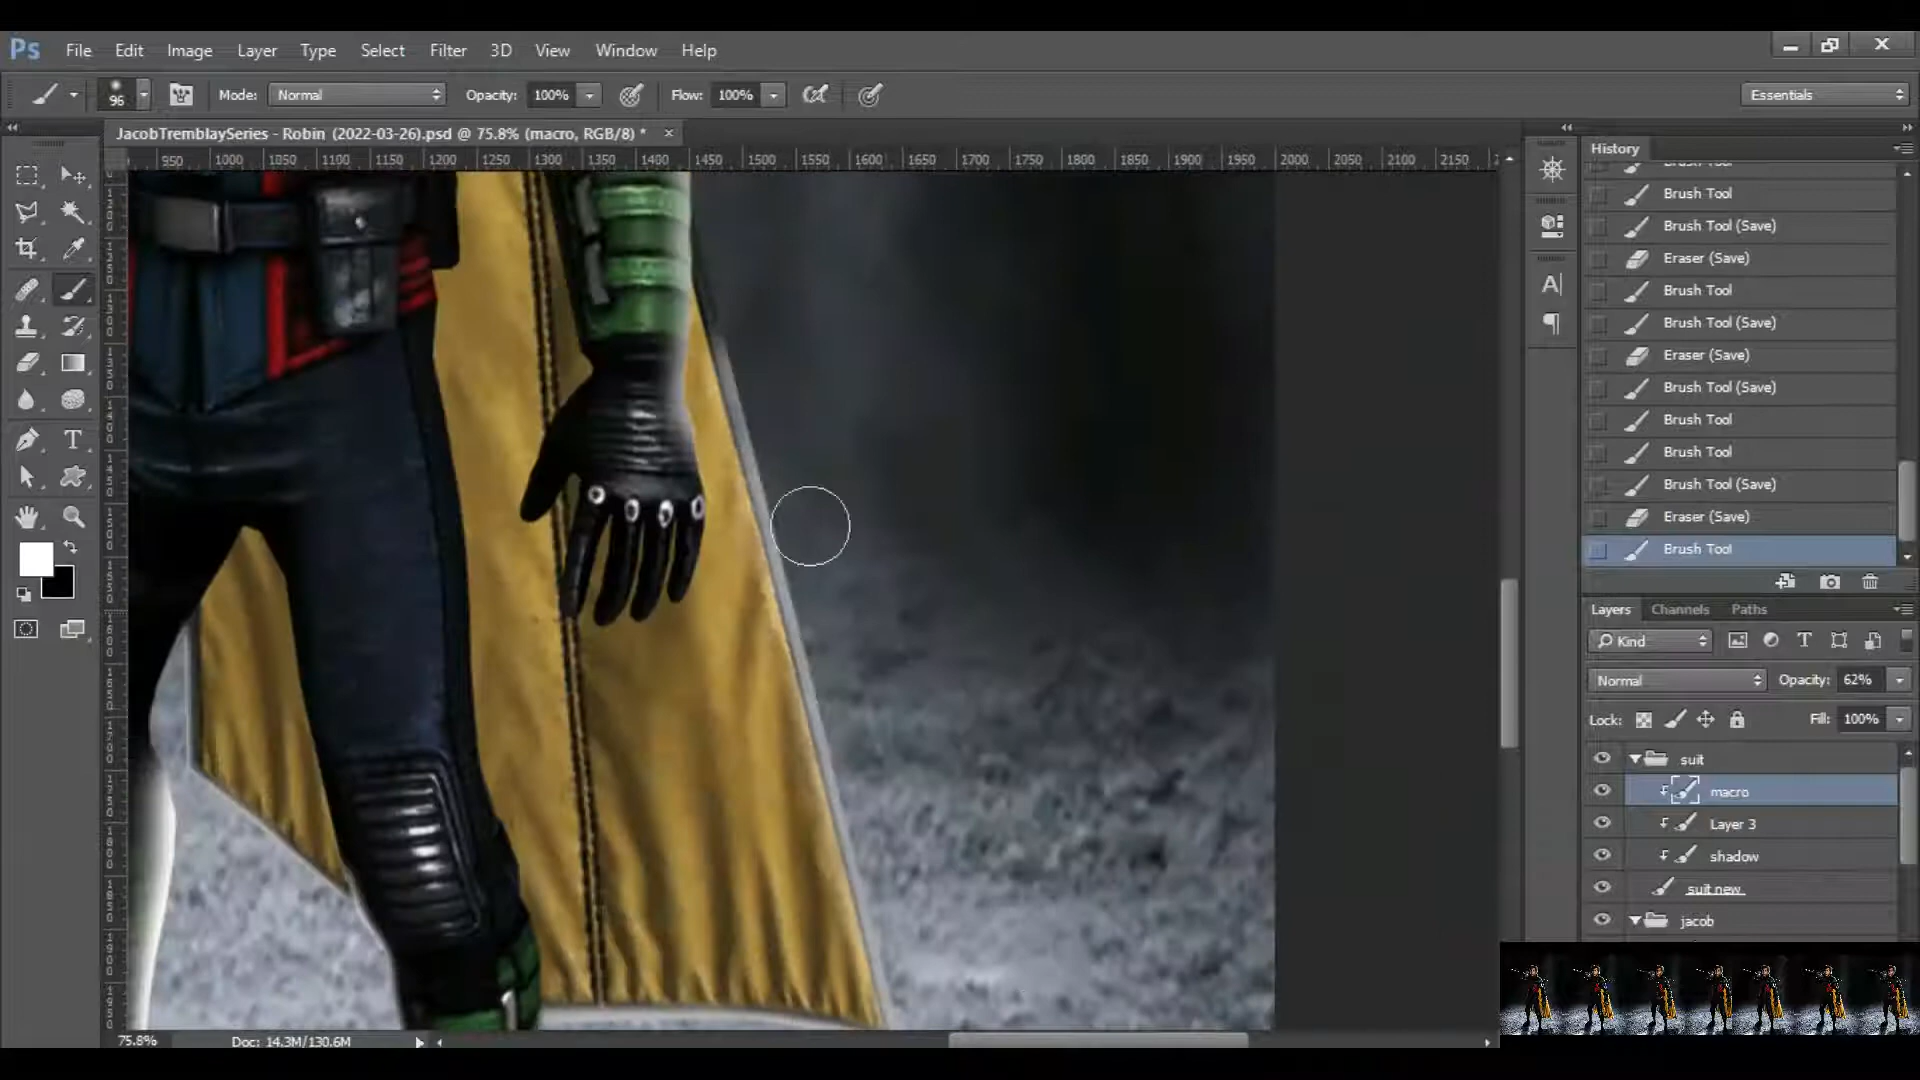 Ps File Edit Image Layer Type Select Filter 3D View Window Help
96 Mode: Normal Opacity: 100% Flow: 100% Essentials
JacobTremblaySeries - Robin (2022-03-26).psd @ 75.8% (macro, RGB/8) * ×
950 1000 1050 1100 1150 1200 1250 1300 1350 1400 1450 1500 1550 1600 1650 1700 1750 1800 1850 1900 1950 2000 2050 2100 2150
History
Brush Tool
Brush Tool
Brush Tool (Save)
Eraser (Save)
Brush Tool
Brush Tool (Save)
Eraser (Save)
Brush Tool (Save)
Brush Tool
Brush Tool
Brush Tool (Save)
Eraser (Save)
Brush Tool
Layers Channels Paths
Kind
Normal Opacity: 62%
Lock: Fill: 100%
suit
macro
Layer 3
shadow
suit new
jacob
75.8% Doc: 14.3M/130.6M